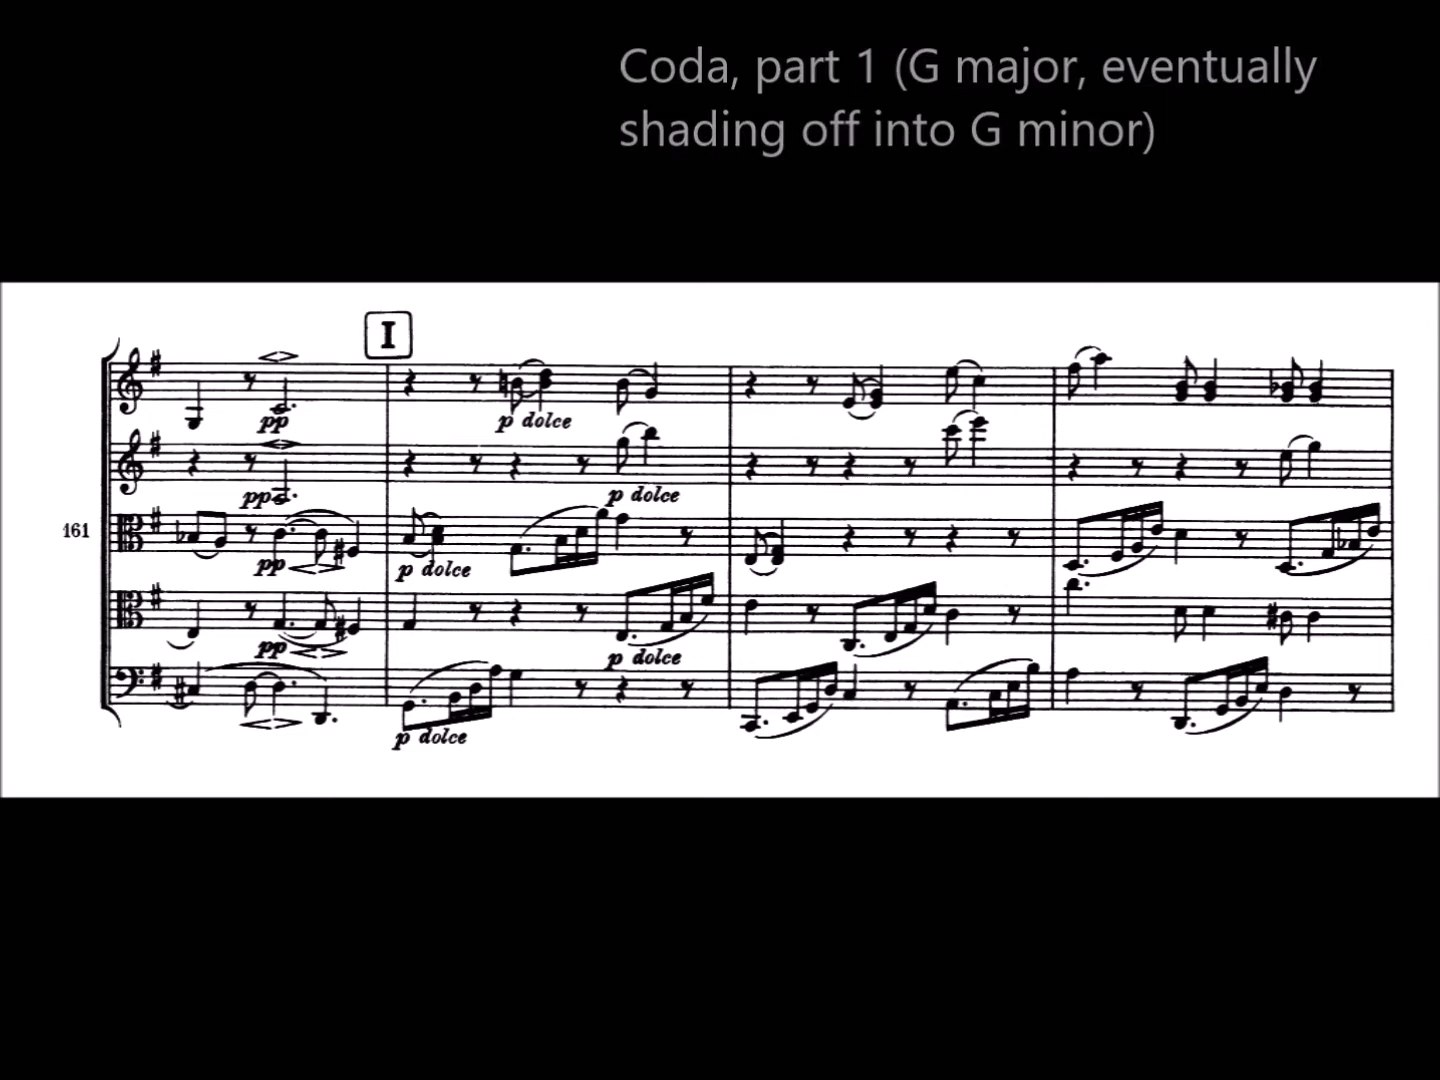 Coda, part 1 (G major, eventually
shading off into G minor)
I
pp
p dolce
pp
p dolce
161
pp
p dolce
pp
p dolce
p dolce